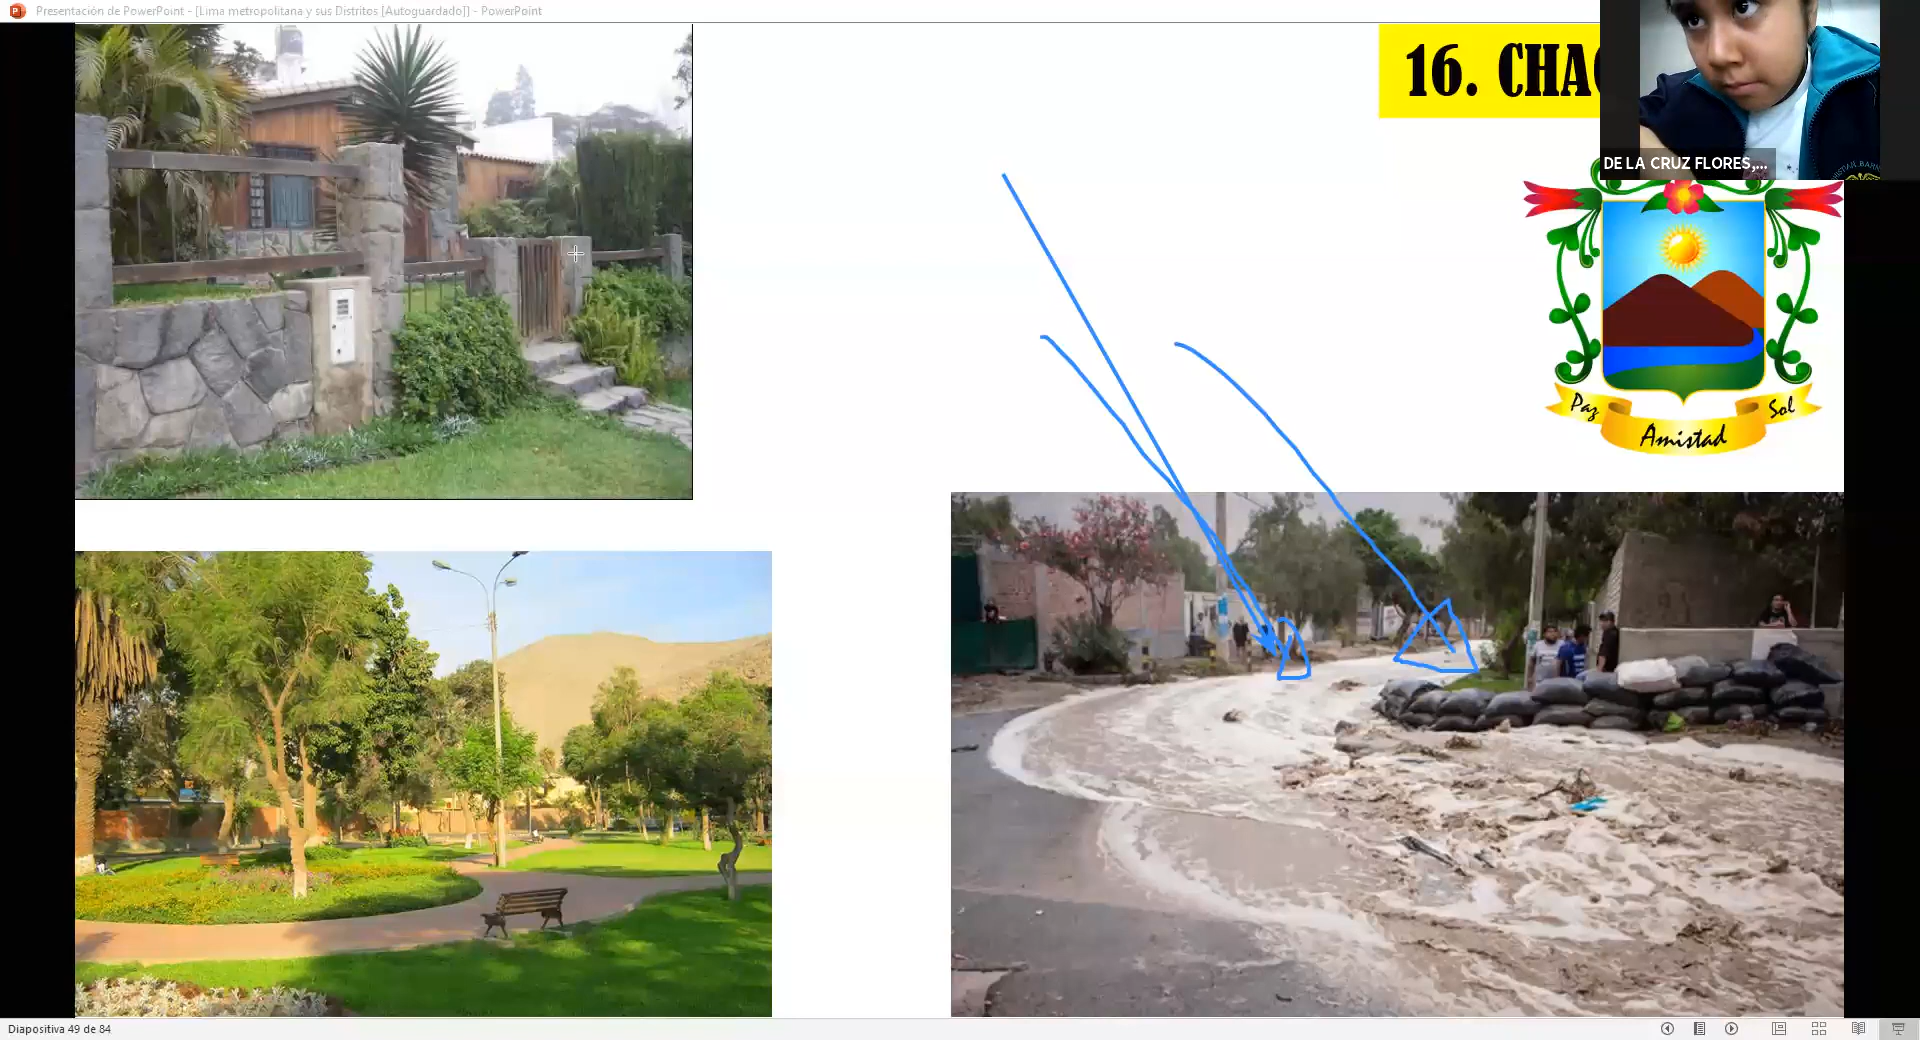 Presentación de PowerPoint - [Lima metropolitana y sus Distritos [Autoguardado]] - PowerPoint
16. CHAC
DE LA CRUZ FLORES,...
Paz
Sol
Amistad
Diapositiva 49 de 84